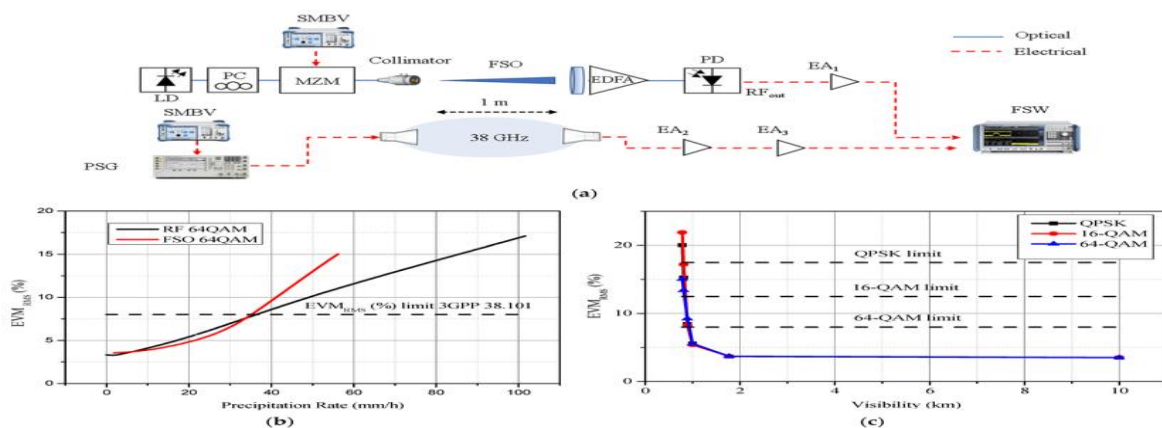 SMBV
Optical
Electrical
Collimator
FSO
PD
EA1
PC
MZM
EDFA
LD
RFout
FSW
SMBV
1 m
38 GHz
EA2
EA3
PSG
(a)
20
RF 64QAM
FSO 64QAM
15
10
EVMRMS (%) limit 3GPP 38.101
5
0
EVMRMS (%)
0 20 40 60 80 100
Precipitation Rate (mm/h)
(b)
QPSK
16-QAM
64-QAM
20
QPSK limit
16-QAM limit
10
64-QAM limit
0
EVMRMS (%)
0 2 4 6 8 10
Visibility (km)
(c)